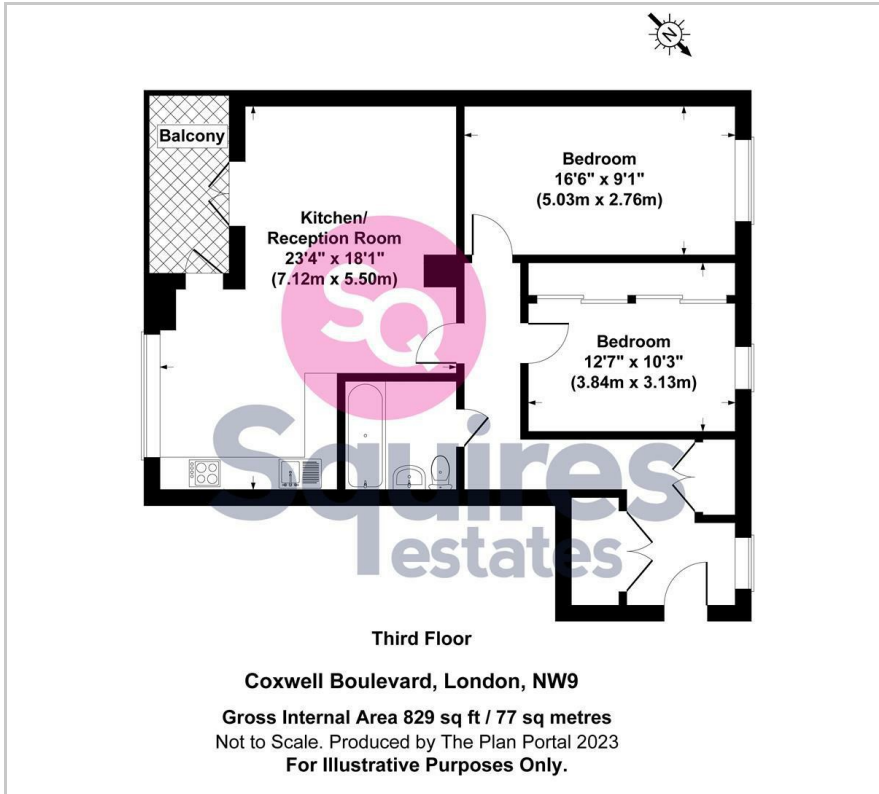 N
Balcony
Kitchen/
Reception Room
23'4" x 18'1"
(7.12m x 5.50m)
Bedroom
16'6" x 9'1"
(5.03m x 2.76m)
Bedroom
12'7" x 10'3"
(3.84m x 3.13m)
SQ
Squires
estates
Third Floor
Coxwell Boulevard, London, NW9
Gross Internal Area 829 sq ft / 77 sq metres
Not to Scale. Produced by The Plan Portal 2023
For Illustrative Purposes Only.